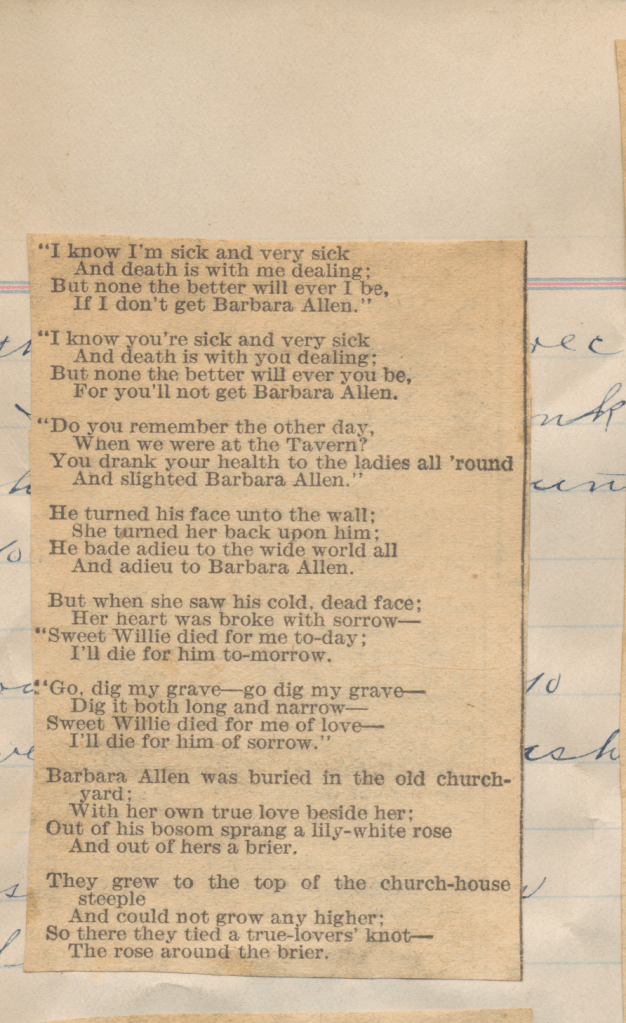 "I know I'm sick and very sick
And death is with me dealing;
But none the better will ever I be,
If I don't get Barbara Allen."
"I know you're sick and very sick
And death is with you dealing;
But none the better will ever you be,
For you'll not get Barbara Allen.
"Do you remember the other day,
When we were at the Tavern?
You drank your health to the ladies all 'round
And slighted Barbara Allen."
He turned his face unto the wall;
She turned her back upon him;
He bade adieu to the wide world all
And adieu to Barbara Allen.
But when she saw his cold, dead face;
Her heart was broke with sorrow—
"Sweet Willie died for me to-day;
I'll die for him to-morrow.
"Go, dig my grave—go dig my grave—
Dig it both long and narrow—
Sweet Willie died for me of love—
I'll die for him of sorrow."
Barbara Allen was buried in the old church-
yard;
With her own true love beside her;
Out of his bosom sprang a lily-white rose
And out of hers a brier.
They grew to the top of the church-house
steeple
And could not grow any higher;
So there they tied a true-lovers' knot—
The rose around the brier.